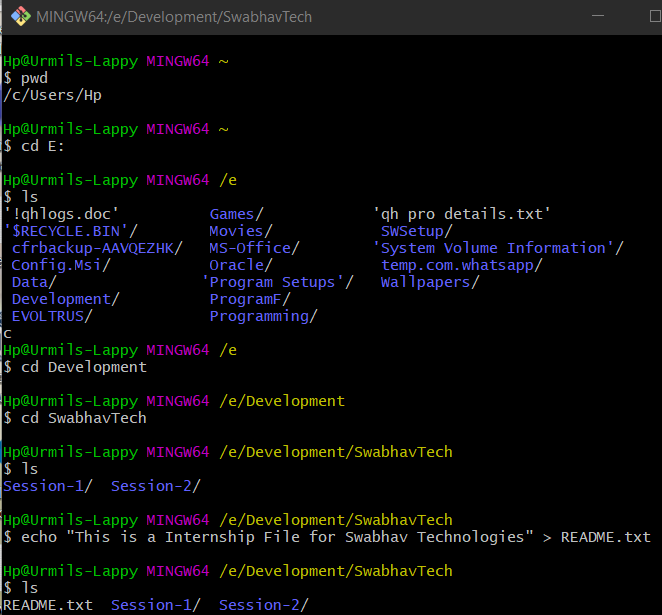 MINGW64:/e/Development/SwabhavTech
Hp@Urmils-Lappy MINGW64 ~
$ pwd
/c/Users/Hp
Hp@Urmils-Lappy MINGW64 ~
$ cd E:
Hp@Urmils-Lappy MINGW64 /e
$ ls
'!qhlogs.doc' Games/ 'qh pro details.txt'
'$RECYCLE.BIN'/ Movies/ SWSetup/
cfrbackup-AAVQEZHK/ MS-Office/ 'System Volume Information'/
Config.Msi/ Oracle/ temp.com.whatsapp/
Data/ 'Program Setups'/ Wallpapers/
Development/ ProgramF/
EVOLTRUS/ Programming/
c
Hp@Urmils-Lappy MINGW64 /e
$ cd Development
Hp@Urmils-Lappy MINGW64 /e/Development
$ cd SwabhavTech
Hp@Urmils-Lappy MINGW64 /e/Development/SwabhavTech
$ ls
Session-1/ Session-2/
Hp@Urmils-Lappy MINGW64 /e/Development/SwabhavTech
$ echo "This is a Internship File for Swabhav Technologies" > README.txt
Hp@Urmils-Lappy MINGW64 /e/Development/SwabhavTech
$ ls
README.txt Session-1/ Session-2/